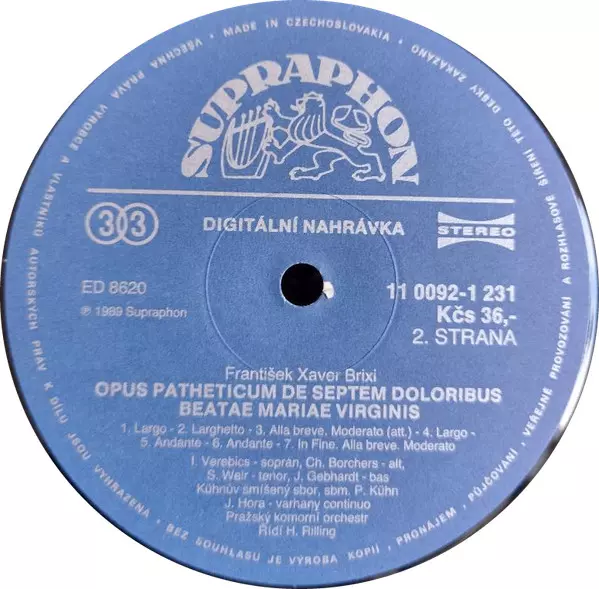 SUPRAPHON
33
DIGITÁLNÍ NAHRÁVKA
STEREO
ED 8620
℗ 1989 Supraphon
11 0092-1 231
Kčs 36,-
2. STRANA
František Xaver Brixi
OPUS PATHETICUM DE SEPTEM DOLORIBUS
BEATAE MARIAE VIRGINIS
1. Largo - 2. Larghetto - 3. Alla breve. Moderato (att.) - 4. Largo -
5. Andante - 6. Andante - 7. In Fine. Alla breve. Moderato
I. Verebics - soprán, Ch. Borchers - alt,
S. Weir - tenor, J. Gebhardt - bas
Kühnův smíšený sbor, sbm. P. Kühn
J. Hora - varhany continuo
Pražský komorní orchestr
Řídí H. Rilling
MADE IN CZECHOSLOVAKIA • VŠECHNA PRÁVA VÝROBCE A VLASTNÍKŮ AUTORSKÝCH PRÁV K DÍLU JSOU VYHRAZENA • BEZ SOUHLASU JE VÝROBA KOPIÍ, PRONÁJEM, PŮJČOVÁNÍ, VEŘEJNÉ PROVOZOVÁNÍ A ROZHLASOVÉ ŠÍŘENÍ TÉTO DESKY ZAKÁZÁNO •